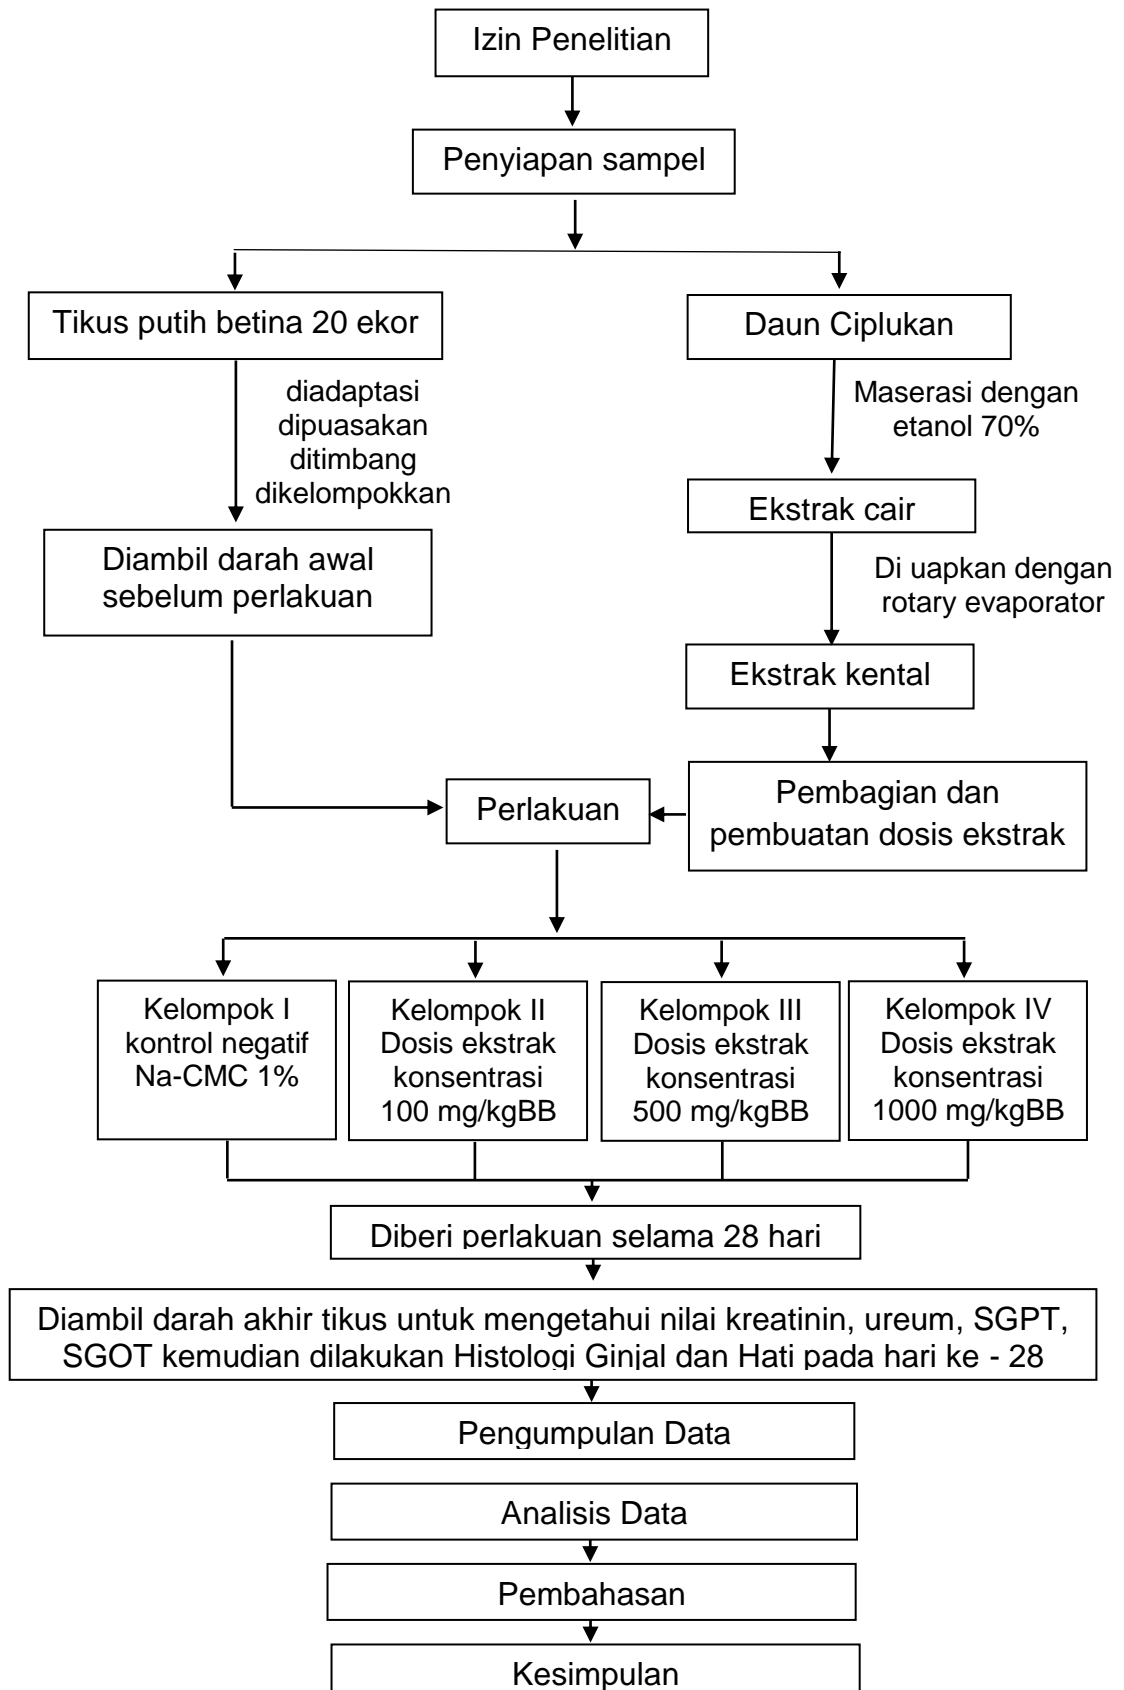 Izin Penelitian
Penyiapan sampel
Tikus putih betina 20 ekor
Daun Ciplukan
diadaptasi
dipuasakan
ditimbang
dikelompokkan
Maserasi dengan
etanol 70%
Ekstrak cair
Diambil darah awal
sebelum perlakuan
Di uapkan dengan
rotary evaporator
Ekstrak kental
Perlakuan
Pembagian dan
pembuatan dosis ekstrak
Kelompok I
kontrol negatif
Na-CMC 1%
Kelompok II
Dosis ekstrak
konsentrasi
100 mg/kgBB
Kelompok III
Dosis ekstrak
konsentrasi
500 mg/kgBB
Kelompok IV
Dosis ekstrak
konsentrasi
1000 mg/kgBB
Diberi perlakuan selama 28 hari
Diambil darah akhir tikus untuk mengetahui nilai kreatinin, ureum, SGPT,
SGOT kemudian dilakukan Histologi Ginjal dan Hati pada hari ke - 28
Pengumpulan Data
Analisis Data
Pembahasan
Kesimpulan